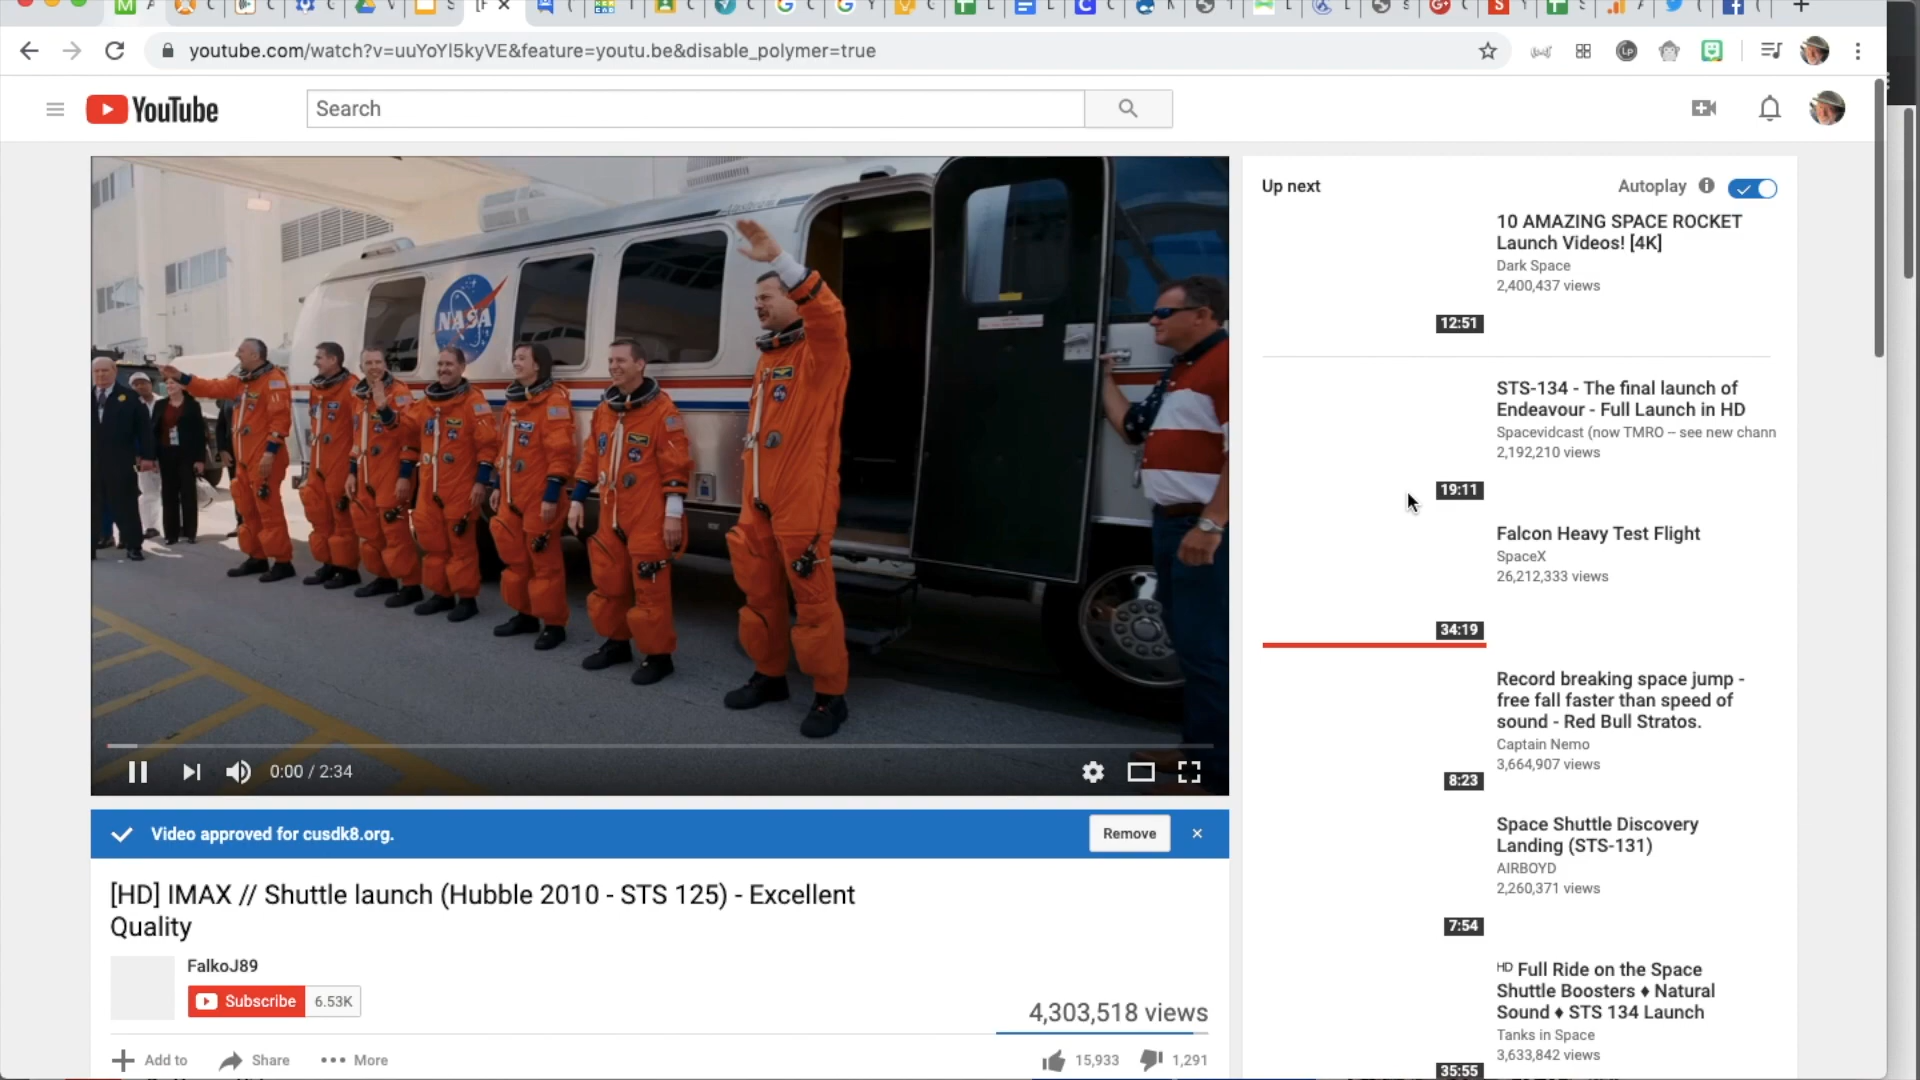 youtube.com/watch?v=uuYoYl5kyVE&feature=youtu.be&disable_polymer=true
YouTube
Search
Up next
Autoplay
10 AMAZING SPACE ROCKET
Launch Videos! [4K]
Dark Space
2,400,437 views
12:51
STS-134 - The final launch of
Endeavour - Full Launch in HD
Spacevidcast (now TMRO -- see new chann
2,192,210 views
19:11
Falcon Heavy Test Flight
SpaceX
26,212,333 views
34:19
Record breaking space jump -
free fall faster than speed of
sound - Red Bull Stratos.
Captain Nemo
3,664,907 views
8:23
Space Shuttle Discovery
Landing (STS-131)
AIRBOYD
2,260,371 views
7:54
HD Full Ride on the Space
Shuttle Boosters ♦ Natural
Sound ♦ STS 134 Launch
Tanks in Space
3,633,842 views
35:55
NASA
0:00 / 2:34
Video approved for cusdk8.org.
Remove
[HD] IMAX // Shuttle launch (Hubble 2010 - STS 125) - Excellent
Quality
FalkoJ89
Subscribe
6.53K
4,303,518 views
Add to
Share
More
15,933
1,291